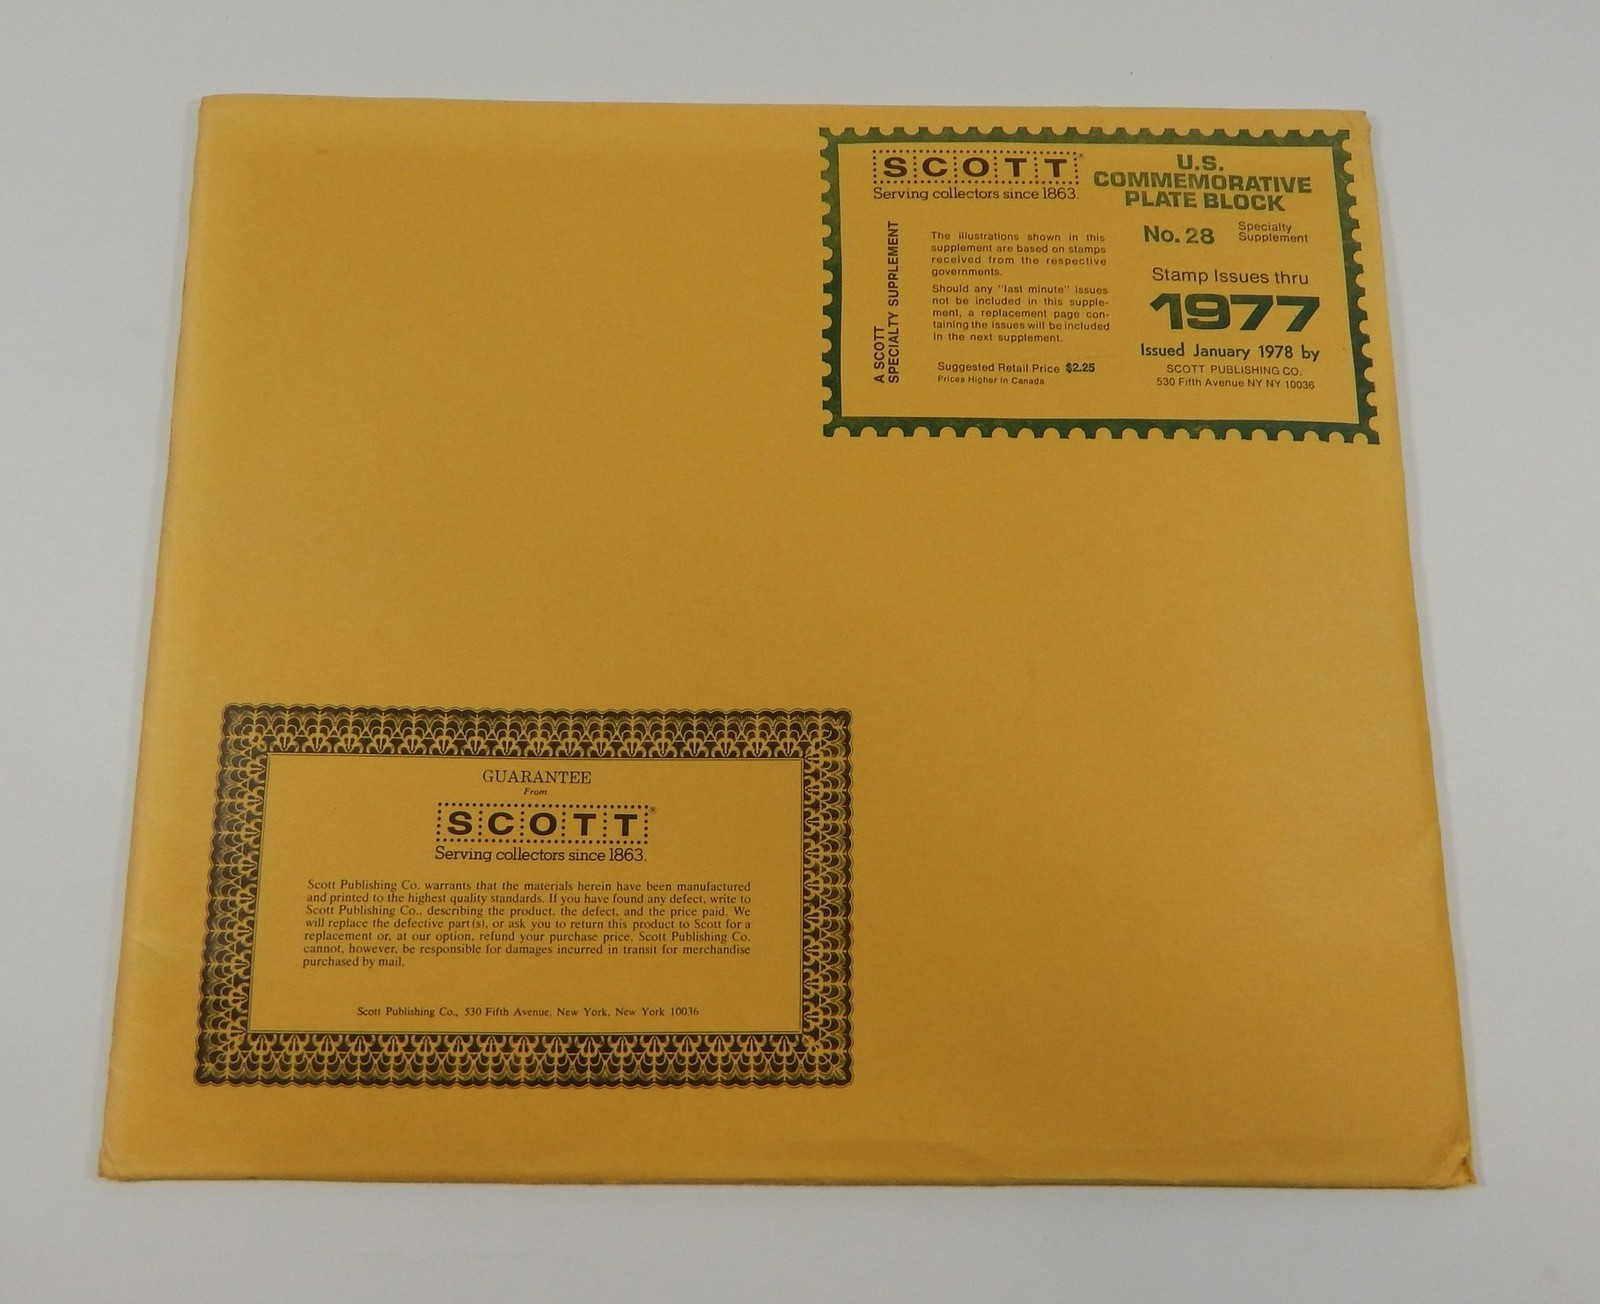 SCOTT®
Serving collectors since 1863.
U.S.
COMMEMORATIVE
PLATE BLOCK
No. 28
Specialty
Supplement
A SCOTT
SPECIALTY SUPPLEMENT
The illustrations shown in this
supplement are based on stamps
received from the respective
governments.
Should any "last minute" issues
not be included in this supple-
ment, a replacement page con-
taining the issues will be included
in the next supplement.
Suggested Retail Price $2.25
Prices Higher in Canada
Stamp Issues thru
1977
Issued January 1978 by
SCOTT PUBLISHING CO.
530 Fifth Avenue NY NY 10036
GUARANTEE
From
SCOTT®
Serving collectors since 1863.
Scott Publishing Co. warrants that the materials herein have been manufactured
and printed to the highest quality standards. If you have found any defect, write to
Scott Publishing Co., describing the product, the defect, and the price paid. We
will replace the defective part(s), or ask you to return this product to Scott for a
replacement or, at our option, refund your purchase price. Scott Publishing Co.
cannot, however, be responsible for damages incurred in transit for merchandise
purchased by mail.
Scott Publishing Co., 530 Fifth Avenue, New York, New York 10036